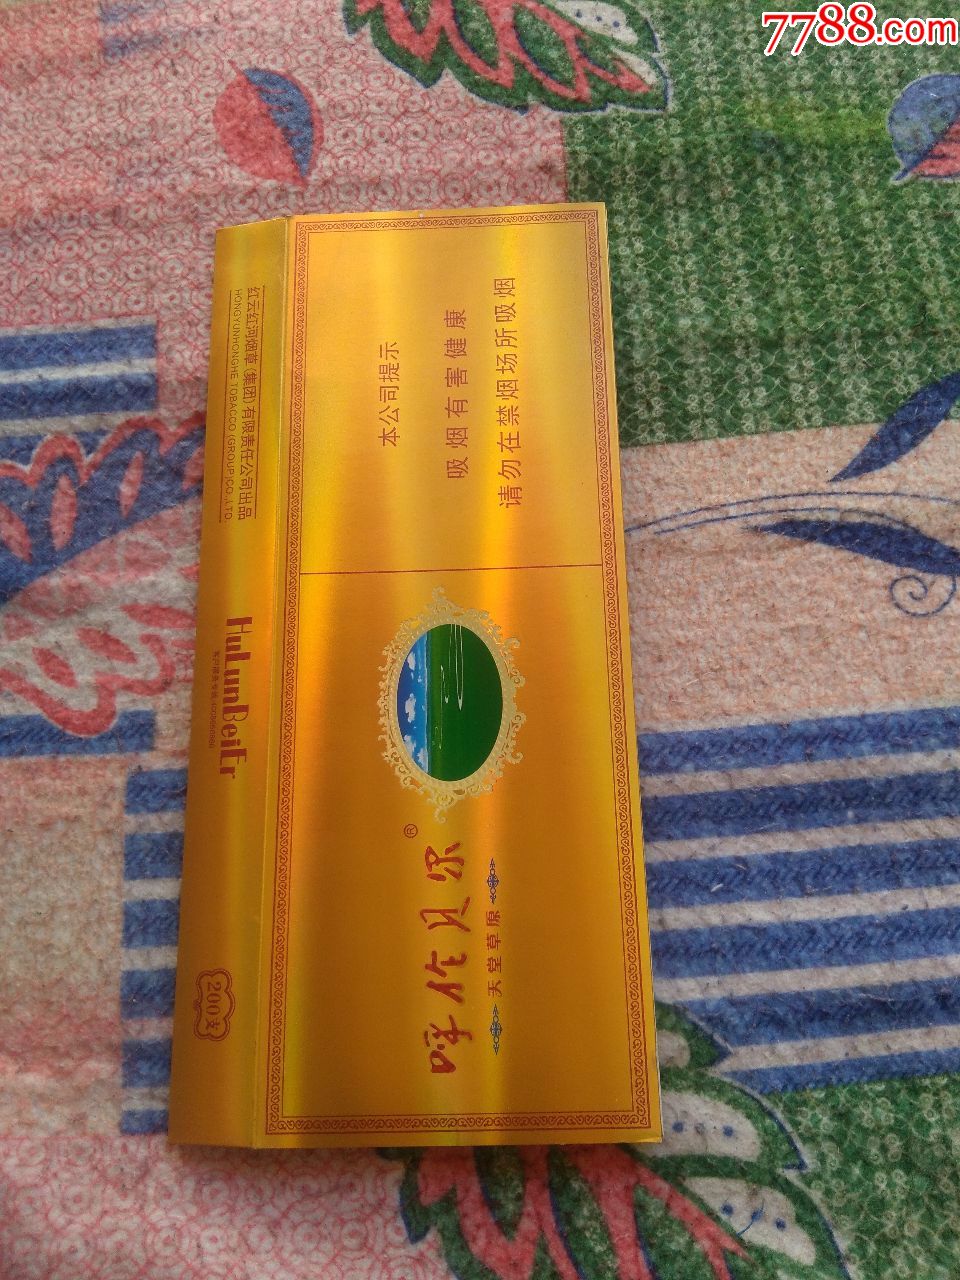 7788.com
本公司提示
吸烟有害健康
请勿在禁烟场所吸烟
呼伦贝尔®
天堂草原
红云红河烟草(集团)有限责任公司出品
HONGYUNHONGHE TOBACCO (GROUP)CO.,LTD
HuLunBeiEr
200支